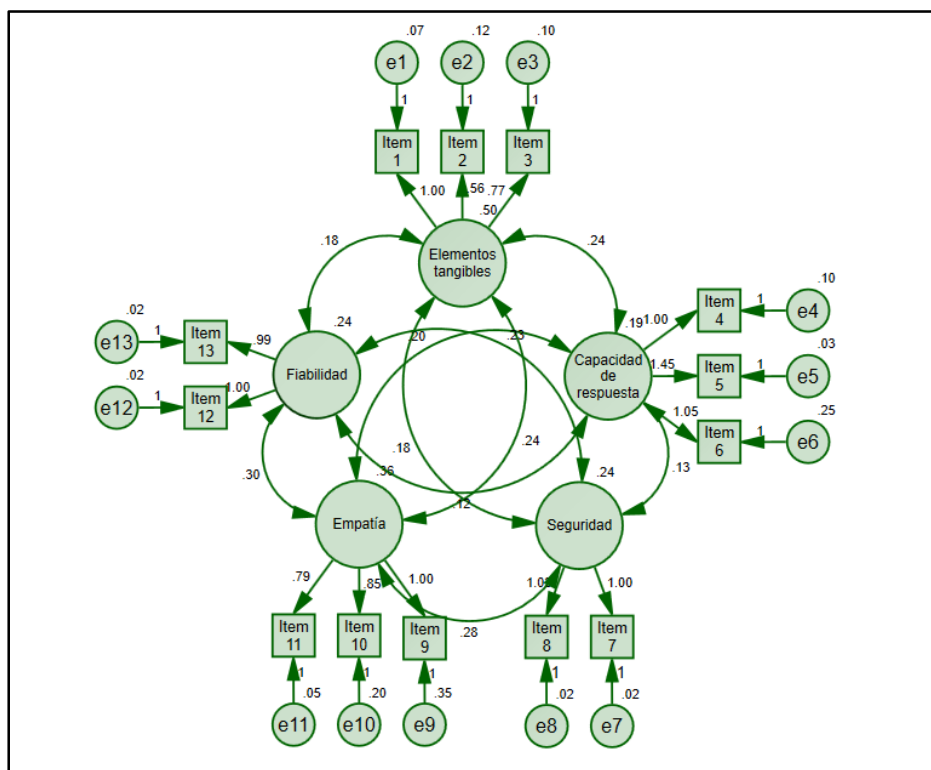 .07
.12
.10
e1
e2
e3
1
1
1
Item
1
Item
2
Item
3
1.00
.56
.77
.50
.18
.24
Elementos
tangibles
.10
.02
Item
4
1
e4
.19
1.00
.24
.20
.23
e13
1
Item
13
.99
Fiabilidad
Capacidad
de
respuesta
1.45
Item
5
1
.03
e5
.02
e12
1
Item
12
1.00
1.05
Item
6
1
.25
e6
.18
.24
.30
.36
.12
.24
.13
Empatía
Seguridad
.79
.85
1.00
1.00
Item
11
Item
10
Item
9
.28
Item
8
Item
7
1
1
1
1
1
.05
.20
.35
.02
.02
e11
e10
e9
e8
e7